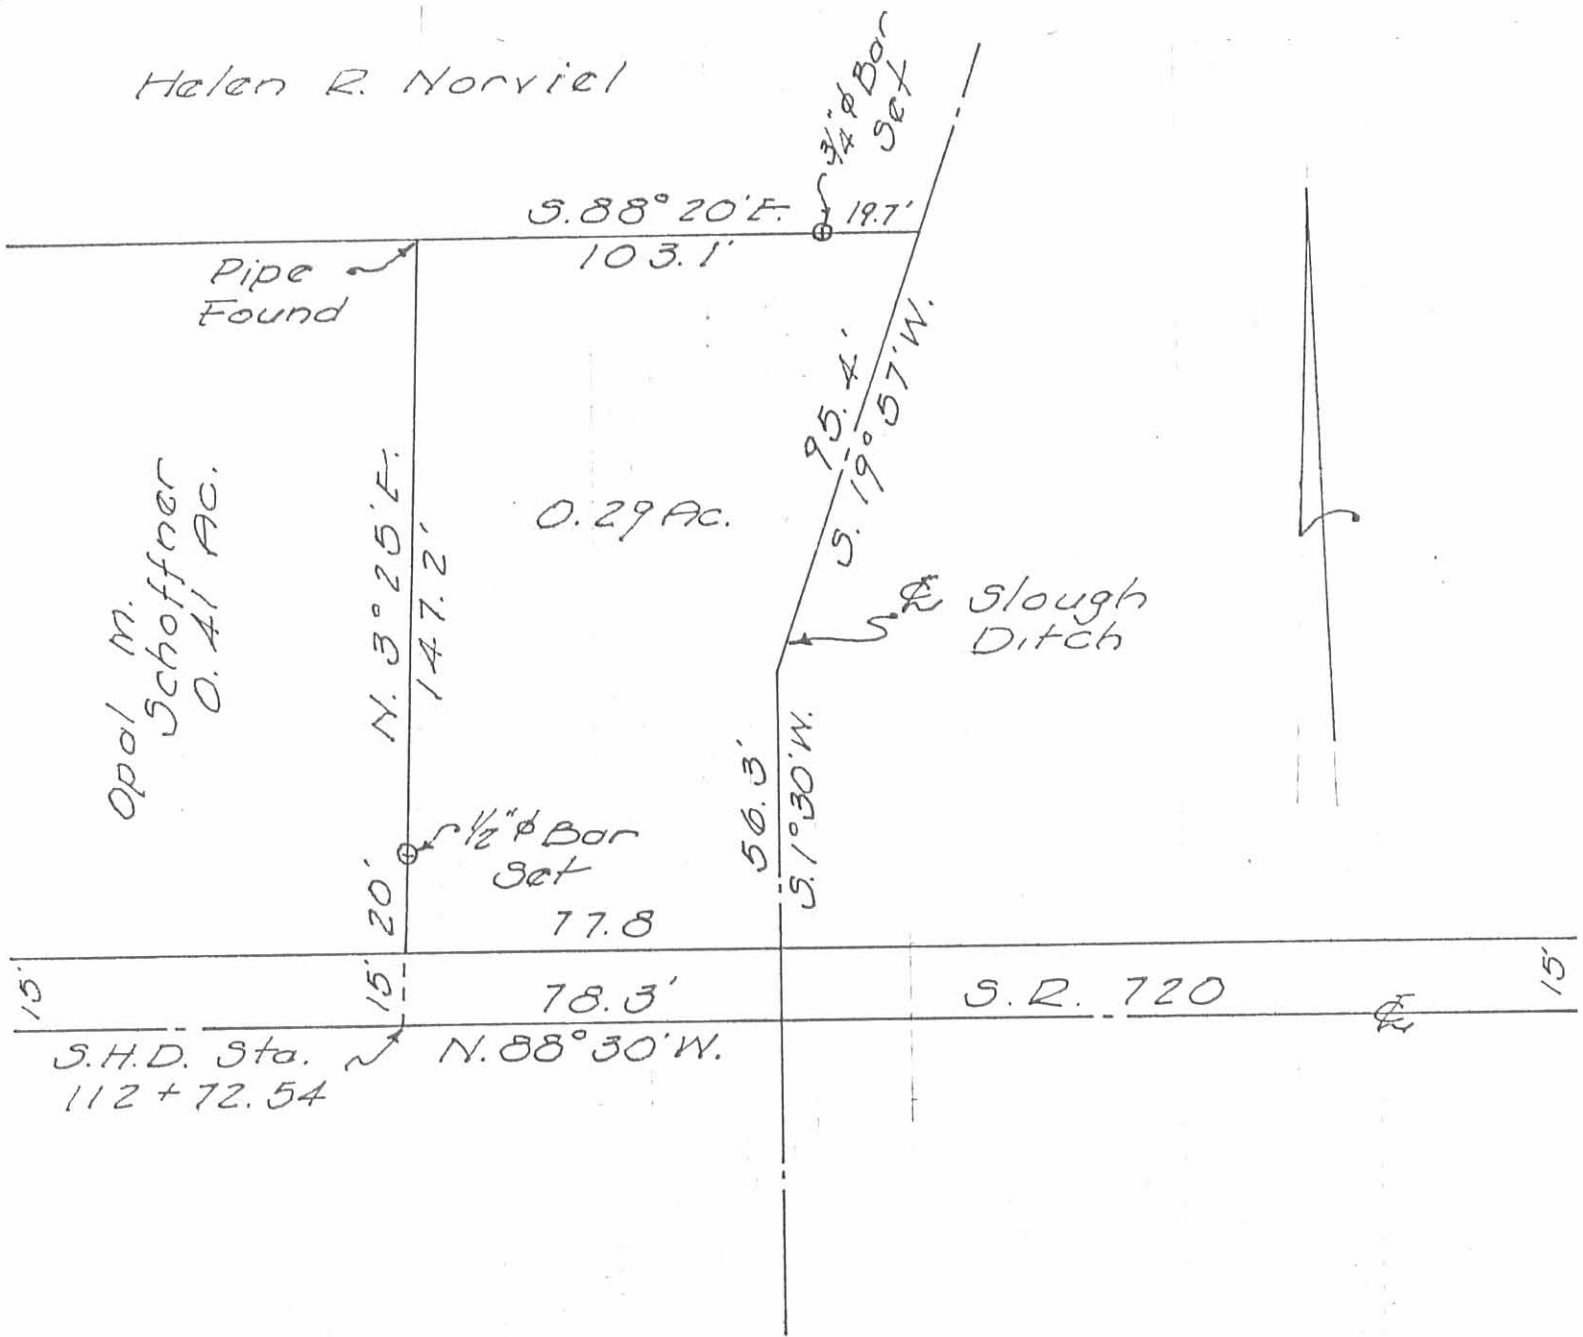 Helen R. Norviel
3/4"ϕ Bar
Set
S. 88° 20' E.
19.7'
103.1'
Pipe
Found
95.4'
S. 19° 57' W.
N. 3° 25' E.
147.2'
0.29 Ac.
Opal M.
Schoffner
0.41 Ac.
℄ Slough
Ditch
56.3'
S. 1° 30' W.
1/2"ϕ Bar
Set
20'
77.8
15'
15'
78.3'
S.R. 720
15'
℄
S.H.D. Sta.
112 + 72.54
N. 88° 30' W.